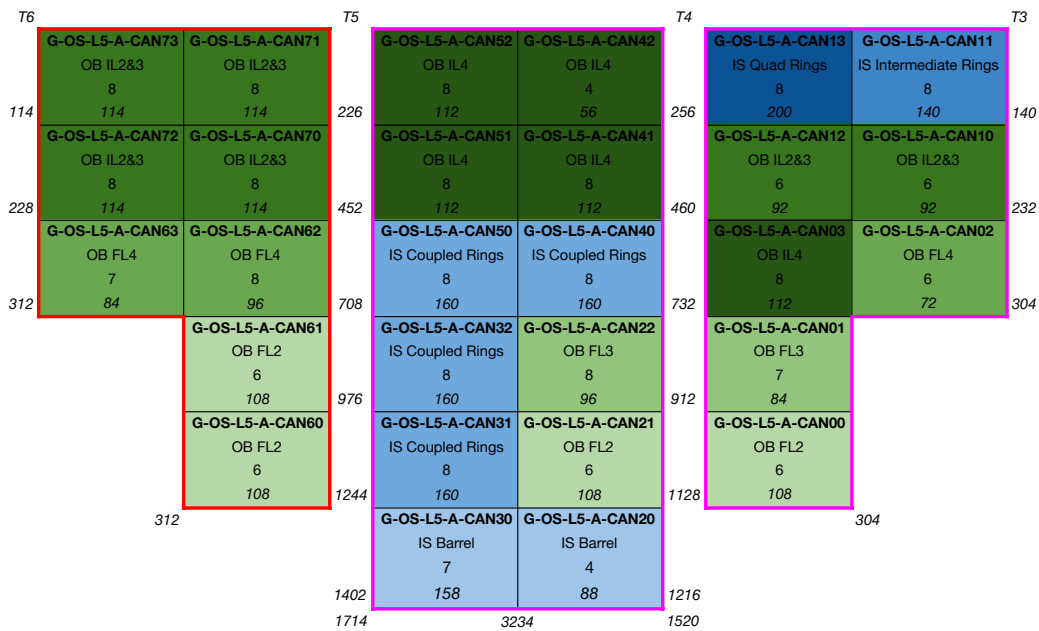 T6 T5 T4 T3
G-OS-L5-A-CAN73 G-OS-L5-A-CAN71 G-OS-L5-A-CAN52 G-OS-L5-A-CAN42 G-OS-L5-A-CAN13 G-OS-L5-A-CAN11
OB IL2&3 OB IL2&3 OB IL4 OB IL4 IS Quad Rings IS Intermediate Rings
8 8 8 4 8 8
114 114 114 226 112 56 256 200 140 140
G-OS-L5-A-CAN72 G-OS-L5-A-CAN70 G-OS-L5-A-CAN51 G-OS-L5-A-CAN41 G-OS-L5-A-CAN12 G-OS-L5-A-CAN10
OB IL2&3 OB IL2&3 OB IL4 OB IL4 OB IL2&3 OB IL2&3
8 8 8 8 6 6
228 114 114 452 112 112 460 92 92 232
G-OS-L5-A-CAN63 G-OS-L5-A-CAN62 G-OS-L5-A-CAN50 G-OS-L5-A-CAN40 G-OS-L5-A-CAN03 G-OS-L5-A-CAN02
OB FL4 OB FL4 IS Coupled Rings IS Coupled Rings OB IL4 OB FL4
7 8 8 8 8 6
312 84 96 708 160 160 732 112 72 304
G-OS-L5-A-CAN61 G-OS-L5-A-CAN32 G-OS-L5-A-CAN22 G-OS-L5-A-CAN01
OB FL2 IS Coupled Rings OB FL3 OB FL3
6 8 8 7
108 976 160 96 912 84
G-OS-L5-A-CAN60 G-OS-L5-A-CAN31 G-OS-L5-A-CAN21 G-OS-L5-A-CAN00
OB FL2 IS Coupled Rings OB FL2 OB FL2
6 8 6 6
108 1244 160 108 1128 108
312 G-OS-L5-A-CAN30 G-OS-L5-A-CAN20 304
IS Barrel IS Barrel
7 4
1402 158 88 1216
1714 3234 1520